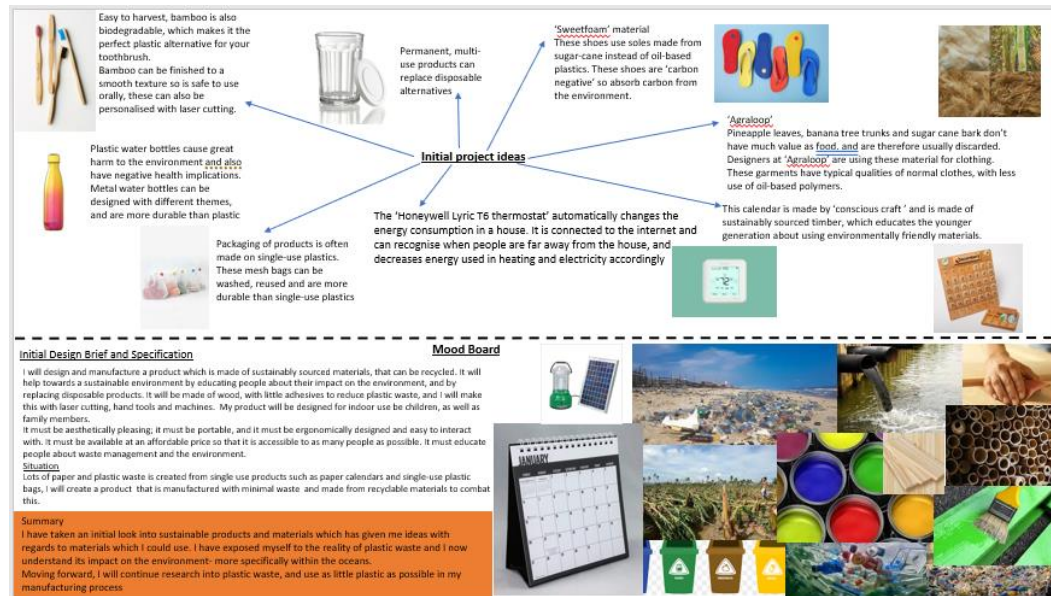 Easy to harvest, bamboo is also
biodegradable, which makes it the
perfect plastic alternative for your
toothbrush.
Bamboo can be finished to a
smooth texture so is safe to use
orally, these can also be
personalised with laser cutting.
Permanent, multi-
use products can
replace disposable
alternatives
'Sweetfoam' material
These shoes use soles made from
sugar-cane instead of oil-based
plastics. These shoes are 'carbon
negative' so absorb carbon from
the environment.
Plastic water bottles cause great
harm to the environment and also
have negative health implications.
Metal water bottles can be
designed with different themes,
and are more durable than plastic
Initial project ideas
'Agraloop'
Pineapple leaves, banana tree trunks and sugar cane bark don't
have much value as food. and are therefore usually discarded.
Designers at 'Agraloop' are using these material for clothing.
These garments have typical qualities of normal clothes, with less
use of oil-based polymers.
This calendar is made by 'conscious craft ' and is made of
sustainably sourced timber, which educates the younger
generation about using environmentally friendly materials.
Packaging of products is often
made on single-use plastics.
These mesh bags can be
washed, reused and are more
durable than single-use plastics
The 'Honeywell Lyric T6 thermostat' automatically changes the
energy consumption in a house. It is connected to the internet and
can recognise when people are far away from the house, and
decreases energy used in heating and electricity accordingly
Initial Design Brief and Specification
I will design and manufacture a product which is made of sustainably sourced materials, that can be recycled. It will
help towards a sustainable environment by educating people about their impact on the environment, and by
replacing disposable products. It will be made of wood, with little adhesives to reduce plastic waste, and I will make
this with laser cutting, hand tools and machines. My product will be designed for indoor use be children, as well as
family members.
It must be aesthetically pleasing; it must be portable, and it must be ergonomically designed and easy to interact
with. It must be available at an affordable price so that it is accessible to as many people as possible. It must educate
people about waste management and the environment.
Situation
Lots of paper and plastic waste is created from single use products such as paper calendars and single-use plastic
bags, I will create a product that is manufactured with minimal waste and made from recyclable materials to combat
this.
Summary
I have taken an initial look into sustainable products and materials which has given me ideas with
regards to materials which I could use. I have exposed myself to the reality of plastic waste and I now
understand its impact on the environment- more specifically within the oceans.
Moving forward, I will continue research into plastic waste, and use as little plastic as possible in my
manufacturing process
Mood Board
JANUARY